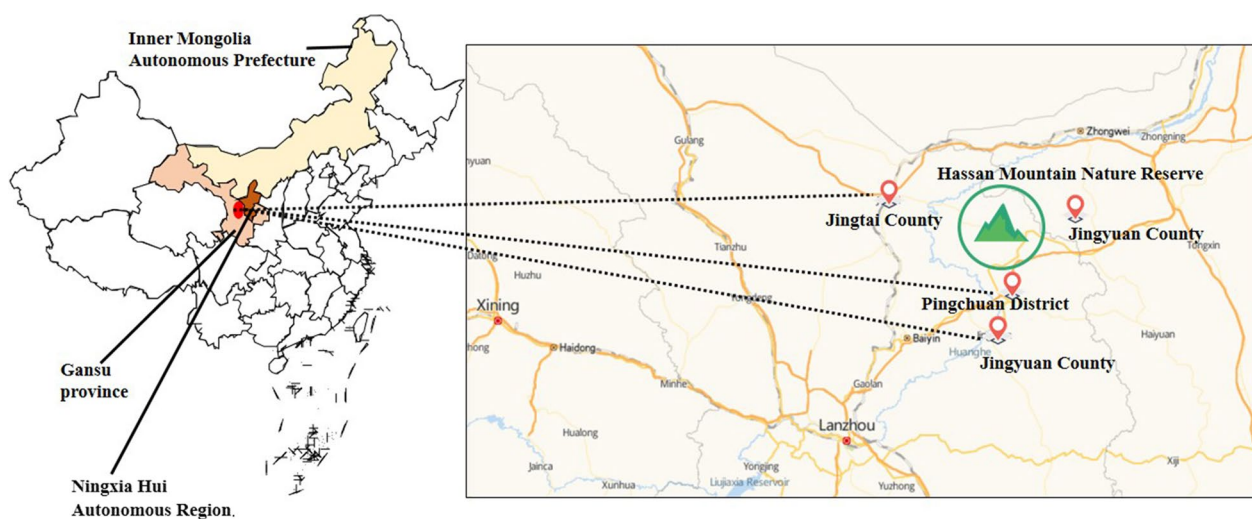 Inner Mongolia
Autonomous Prefecture
Gansu
province
Ningxia Hui
Autonomous Region.
Gulang
Zhongwei
Zhongning
Hassan Mountain Nature Reserve
Jingtai County
Jingyuan County
Tianzhu
Datong
Huzhu
Xining
Pingchuan District
Haiyuan
Baiyin
Huanghe
Jingyuan County
Haidong
Minhe
Gaolan
Lanzhou
Hualong
Jainca
Xunhua
Yongjing
Liujiaxia Reservoir
Yuzhong
Xiji